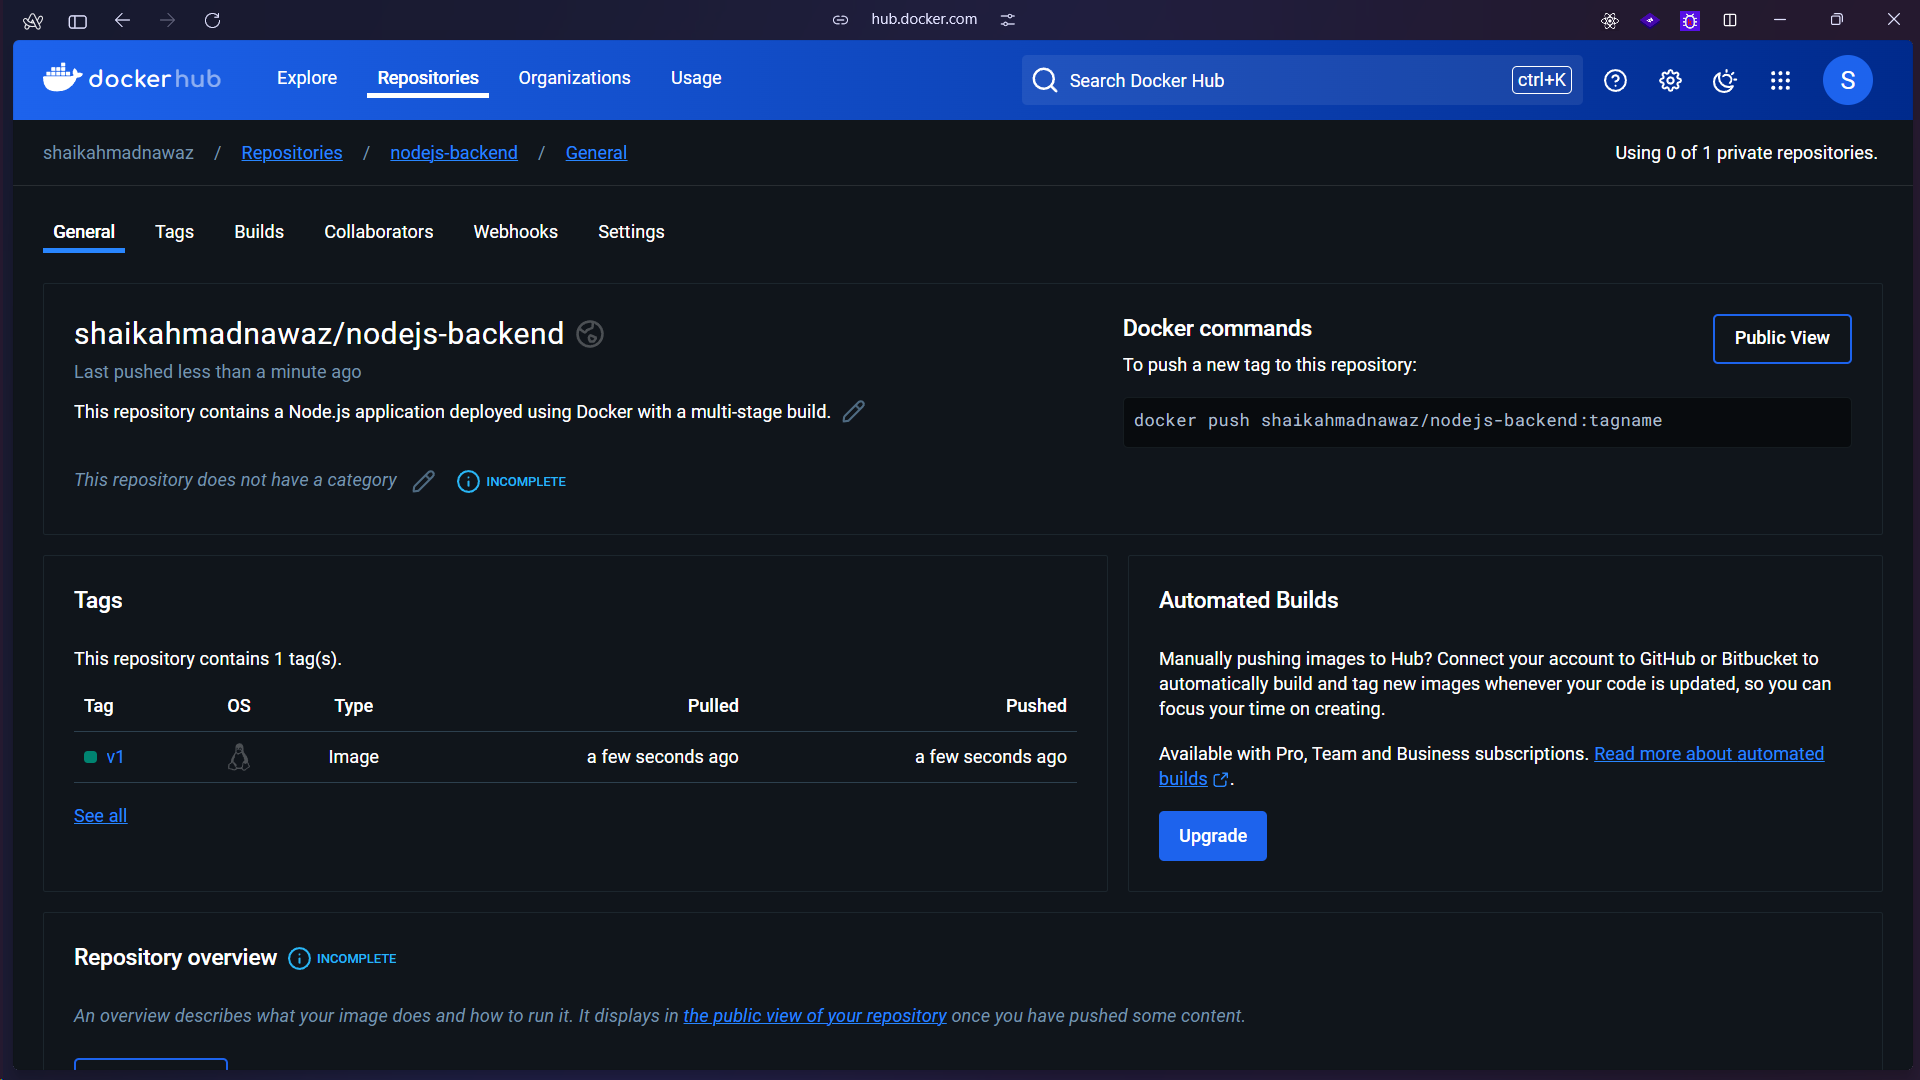 hub.docker.com
dockerhub
Explore
Repositories
Organizations
Usage
Search Docker Hub
ctrl+K
S
shaikahmadnawaz / Repositories / nodejs-backend / General
Using 0 of 1 private repositories.
General
Tags
Builds
Collaborators
Webhooks
Settings
shaikahmadnawaz/nodejs-backend
Last pushed less than a minute ago
This repository contains a Node.js application deployed using Docker with a multi-stage build.
This repository does not have a category
INCOMPLETE
Docker commands
Public View
To push a new tag to this repository:
docker push shaikahmadnawaz/nodejs-backend:tagname
Tags
This repository contains 1 tag(s).
Tag OS Type Pulled Pushed
v1 Image a few seconds ago a few seconds ago
See all
Automated Builds
Manually pushing images to Hub? Connect your account to GitHub or Bitbucket to
automatically build and tag new images whenever your code is updated, so you can
focus your time on creating.
Available with Pro, Team and Business subscriptions. Read more about automated
builds.
Upgrade
Repository overview
INCOMPLETE
An overview describes what your image does and how to run it. It displays in the public view of your repository once you have pushed some content.